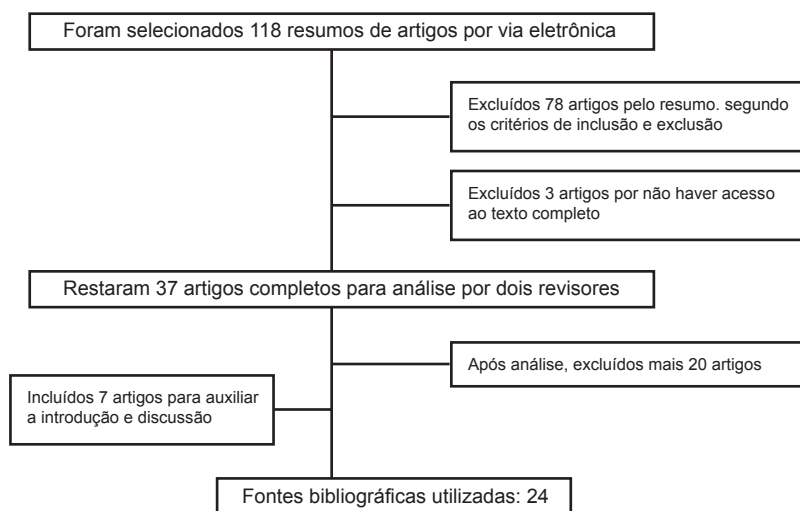 Foram selecionados 118 resumos de artigos por via eletrônica
Excluídos 78 artigos pelo resumo. segundo
os critérios de inclusão e exclusão
Excluídos 3 artigos por não haver acesso
ao texto completo
Restaram 37 artigos completos para análise por dois revisores
Após análise, excluídos mais 20 artigos
Incluídos 7 artigos para auxiliar
a introdução e discussão
Fontes bibliográficas utilizadas: 24